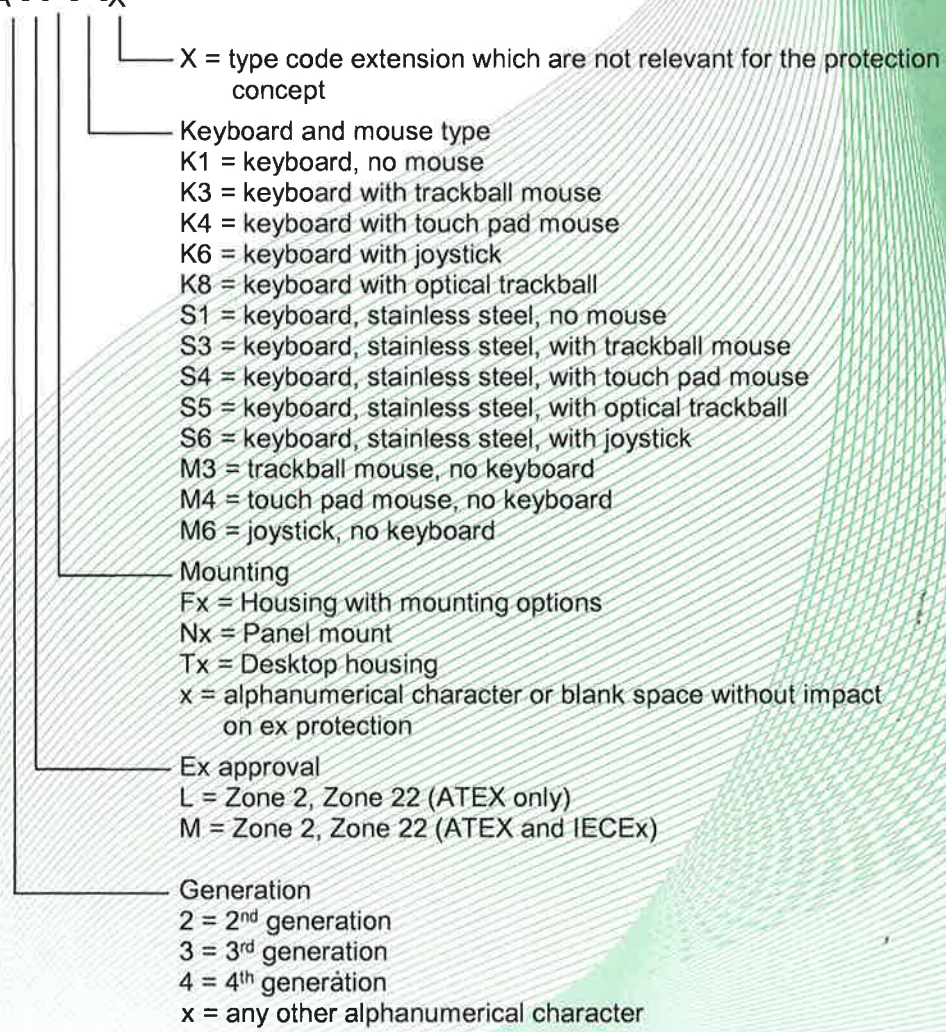 X = type code extension which are not relevant for the protection
concept
Keyboard and mouse type
K1 = keyboard, no mouse
K3 = keyboard with trackball mouse
K4 = keyboard with touch pad mouse
K6 = keyboard with joystick
K8 = keyboard with optical trackball
S1 = keyboard, stainless steel, no mouse
S3 = keyboard, stainless steel, with trackball mouse
S4 = keyboard, stainless steel, with touch pad mouse
S5 = keyboard, stainless steel, with optical trackball
S6 = keyboard, stainless steel, with joystick
M3 = trackball mouse, no keyboard
M4 = touch pad mouse, no keyboard
M6 = joystick, no keyboard
Mounting
Fx = Housing with mounting options
Nx = Panel mount
Tx = Desktop housing
x = alphanumerical character or blank space without impact
on ex protection
Ex approval
L = Zone 2, Zone 22 (ATEX only)
M = Zone 2, Zone 22 (ATEX and IECEx)
Generation
2 = 2nd generation
3 = 3rd generation
4 = 4th generation
x = any other alphanumerical character